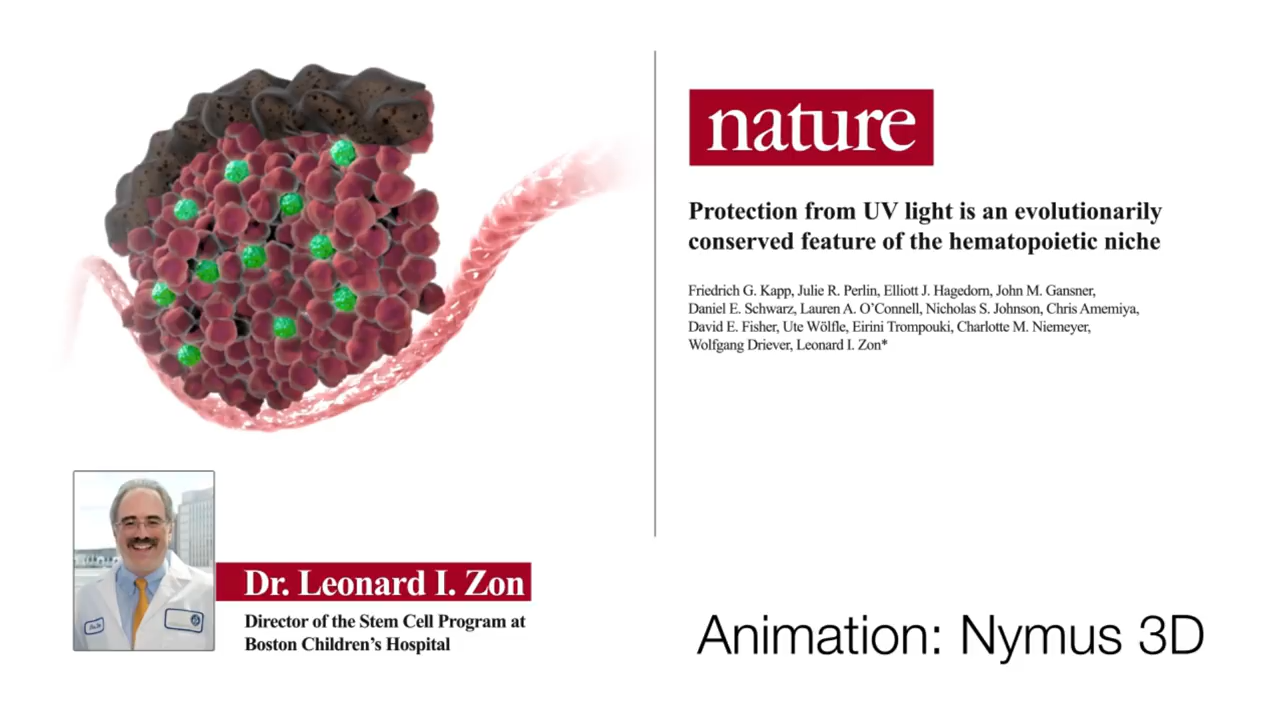 nature
Protection from UV light is an evolutionarily
conserved feature of the hematopoietic niche
Friedrich G. Kapp, Julie R. Perlin, Elliott J. Hagedorn, John M. Gansner,
Daniel E. Schwarz, Lauren A. O’Connell, Nicholas S. Johnson, Chris Amemiya,
David E. Fisher, Ute Wölfle, Eirini Trompouki, Charlotte M. Niemeyer,
Wolfgang Driever, Leonard I. Zon*
Dr. Leonard I. Zon
Director of the Stem Cell Program at
Boston Children’s Hospital
Animation: Nymus 3D